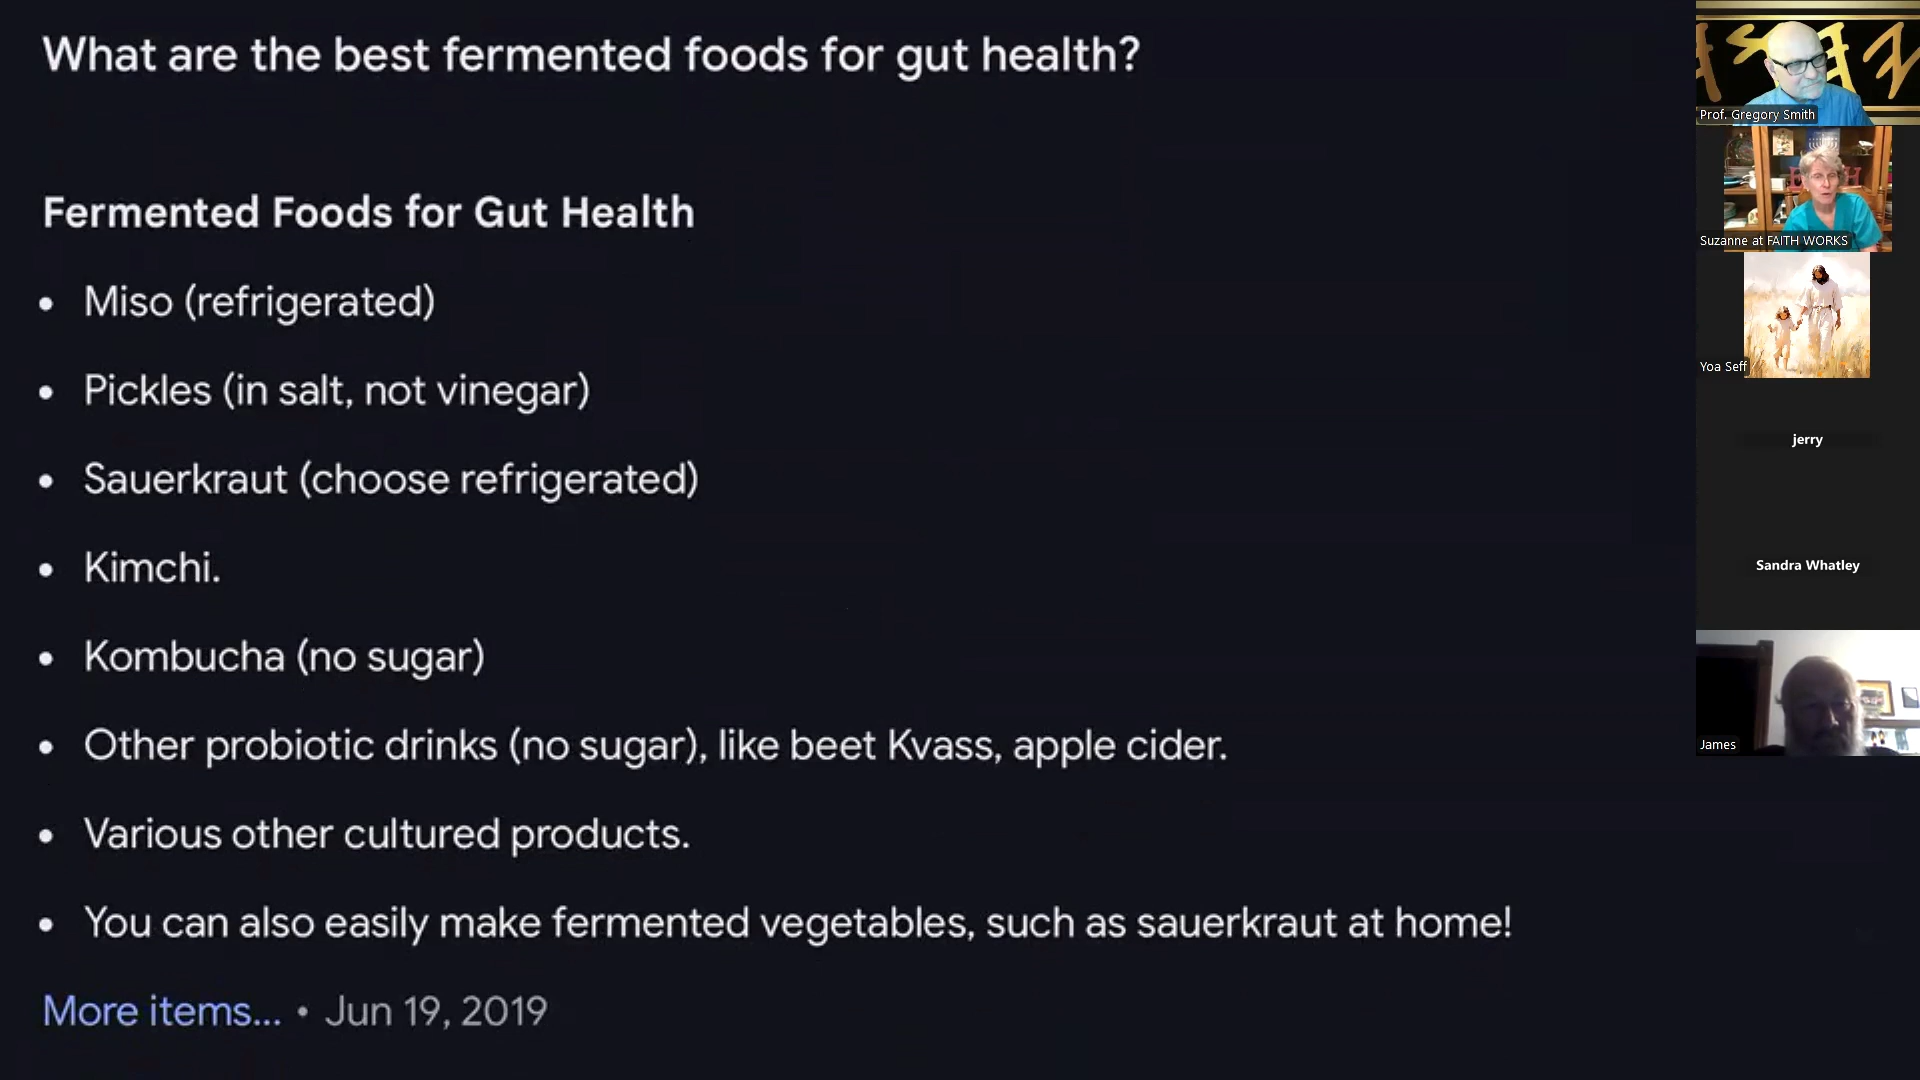 What are the best fermented foods for gut health?
Fermented Foods for Gut Health
• Miso (refrigerated)
• Pickles (in salt, not vinegar)
• Sauerkraut (choose refrigerated)
• Kimchi.
• Kombucha (no sugar)
• Other probiotic drinks (no sugar), like beet Kvass, apple cider.
• Various other cultured products.
• You can also easily make fermented vegetables, such as sauerkraut at home!
More items... • Jun 19, 2019
Prof. Gregory Smith
Suzanne at FAITH WORKS
Yoa Seff
jerry
Sandra Whatley
James